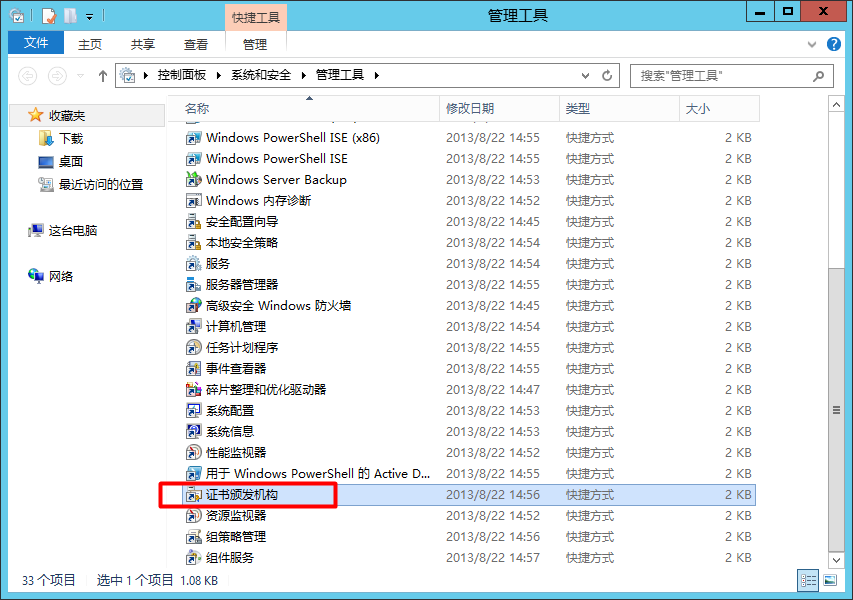 快捷工具
管理工具
文件 主页 共享 查看 管理
控制面板 系统和安全 管理工具
搜索"管理工具"
收藏夹
下载
桌面
最近访问的位置
这台电脑
网络
名称 修改日期 类型 大小
Windows PowerShell ISE (x86) 2013/8/22 14:55 快捷方式 2 KB
Windows PowerShell ISE 2013/8/22 14:55 快捷方式 2 KB
Windows Server Backup 2013/8/22 14:53 快捷方式 2 KB
Windows 内存诊断 2013/8/22 14:52 快捷方式 2 KB
安全配置向导 2013/8/22 14:45 快捷方式 2 KB
本地安全策略 2013/8/22 14:54 快捷方式 2 KB
服务 2013/8/22 14:54 快捷方式 2 KB
服务器管理器 2013/8/22 14:55 快捷方式 2 KB
高级安全 Windows 防火墙 2013/8/22 14:45 快捷方式 2 KB
计算机管理 2013/8/22 14:54 快捷方式 2 KB
任务计划程序 2013/8/22 14:55 快捷方式 2 KB
事件查看器 2013/8/22 14:55 快捷方式 2 KB
碎片整理和优化驱动器 2013/8/22 14:47 快捷方式 2 KB
系统配置 2013/8/22 14:53 快捷方式 2 KB
系统信息 2013/8/22 14:53 快捷方式 2 KB
性能监视器 2013/8/22 14:52 快捷方式 2 KB
用于 Windows PowerShell 的 Active D... 2013/8/22 14:55 快捷方式 2 KB
证书颁发机构 2013/8/22 14:56 快捷方式 2 KB
资源监视器 2013/8/22 14:52 快捷方式 2 KB
组策略管理 2013/8/22 14:56 快捷方式 2 KB
组件服务 2013/8/22 14:57 快捷方式 2 KB
33 个项目 选中 1 个项目 1.08 KB